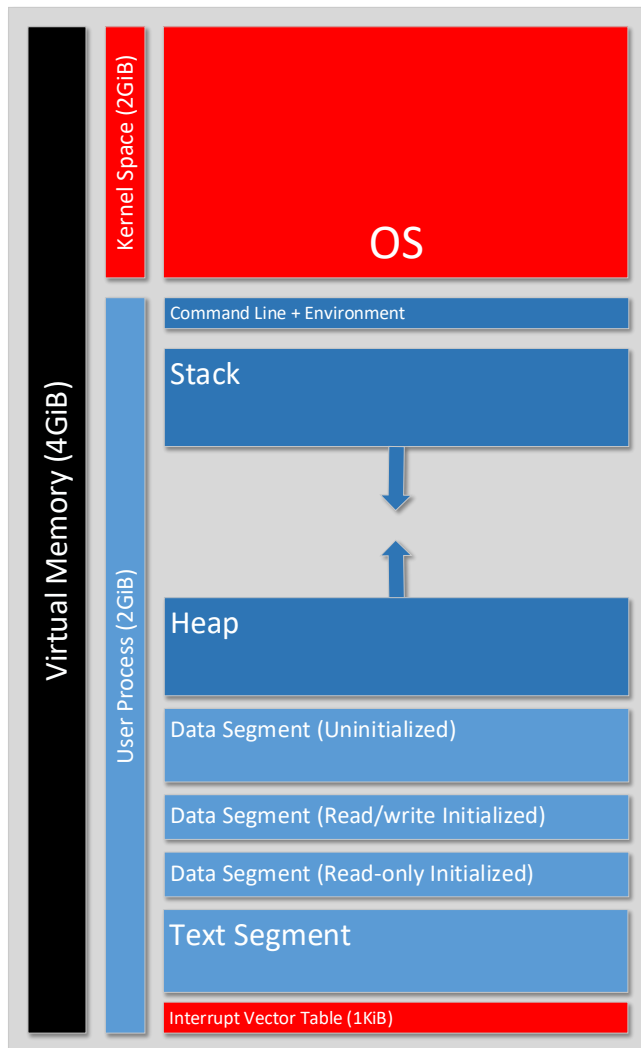 Virtual Memory (4GiB)
Kernel Space (2GiB)
User Process (2GiB)
OS
Command Line + Environment
Stack
Heap
Data Segment (Uninitialized)
Data Segment (Read/write Initialized)
Data Segment (Read-only Initialized)
Text Segment
Interrupt Vector Table (1KiB)